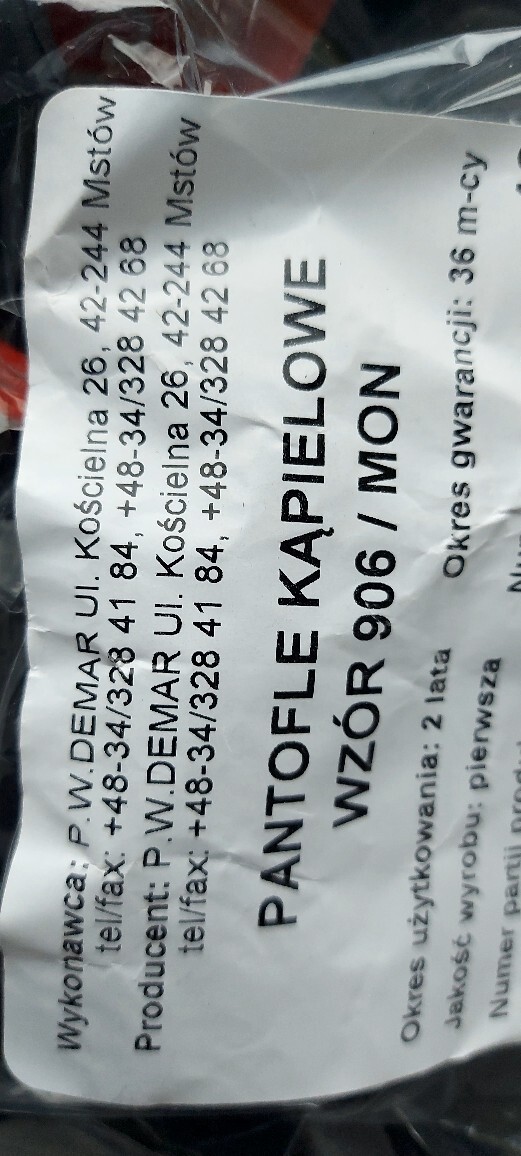 Wykonawca: P.W.DEMAR Ul. Kościelna 26, 42-244 Mstów
tel/fax: +48-34/328 41 84, +48-34/328 42 68
Producent: P.W.DEMAR Ul. Kościelna 26, 42-244 Mstów
tel/fax: +48-34/328 41 84, +48-34/328 42 68
PANTOFLE KĄPIELOWE
WZÓR 906 / MON
Okres użytkowania: 2 lata Okres gwarancji: 36 m-cy
Jakość wyrobu: pierwsza
Numer partii